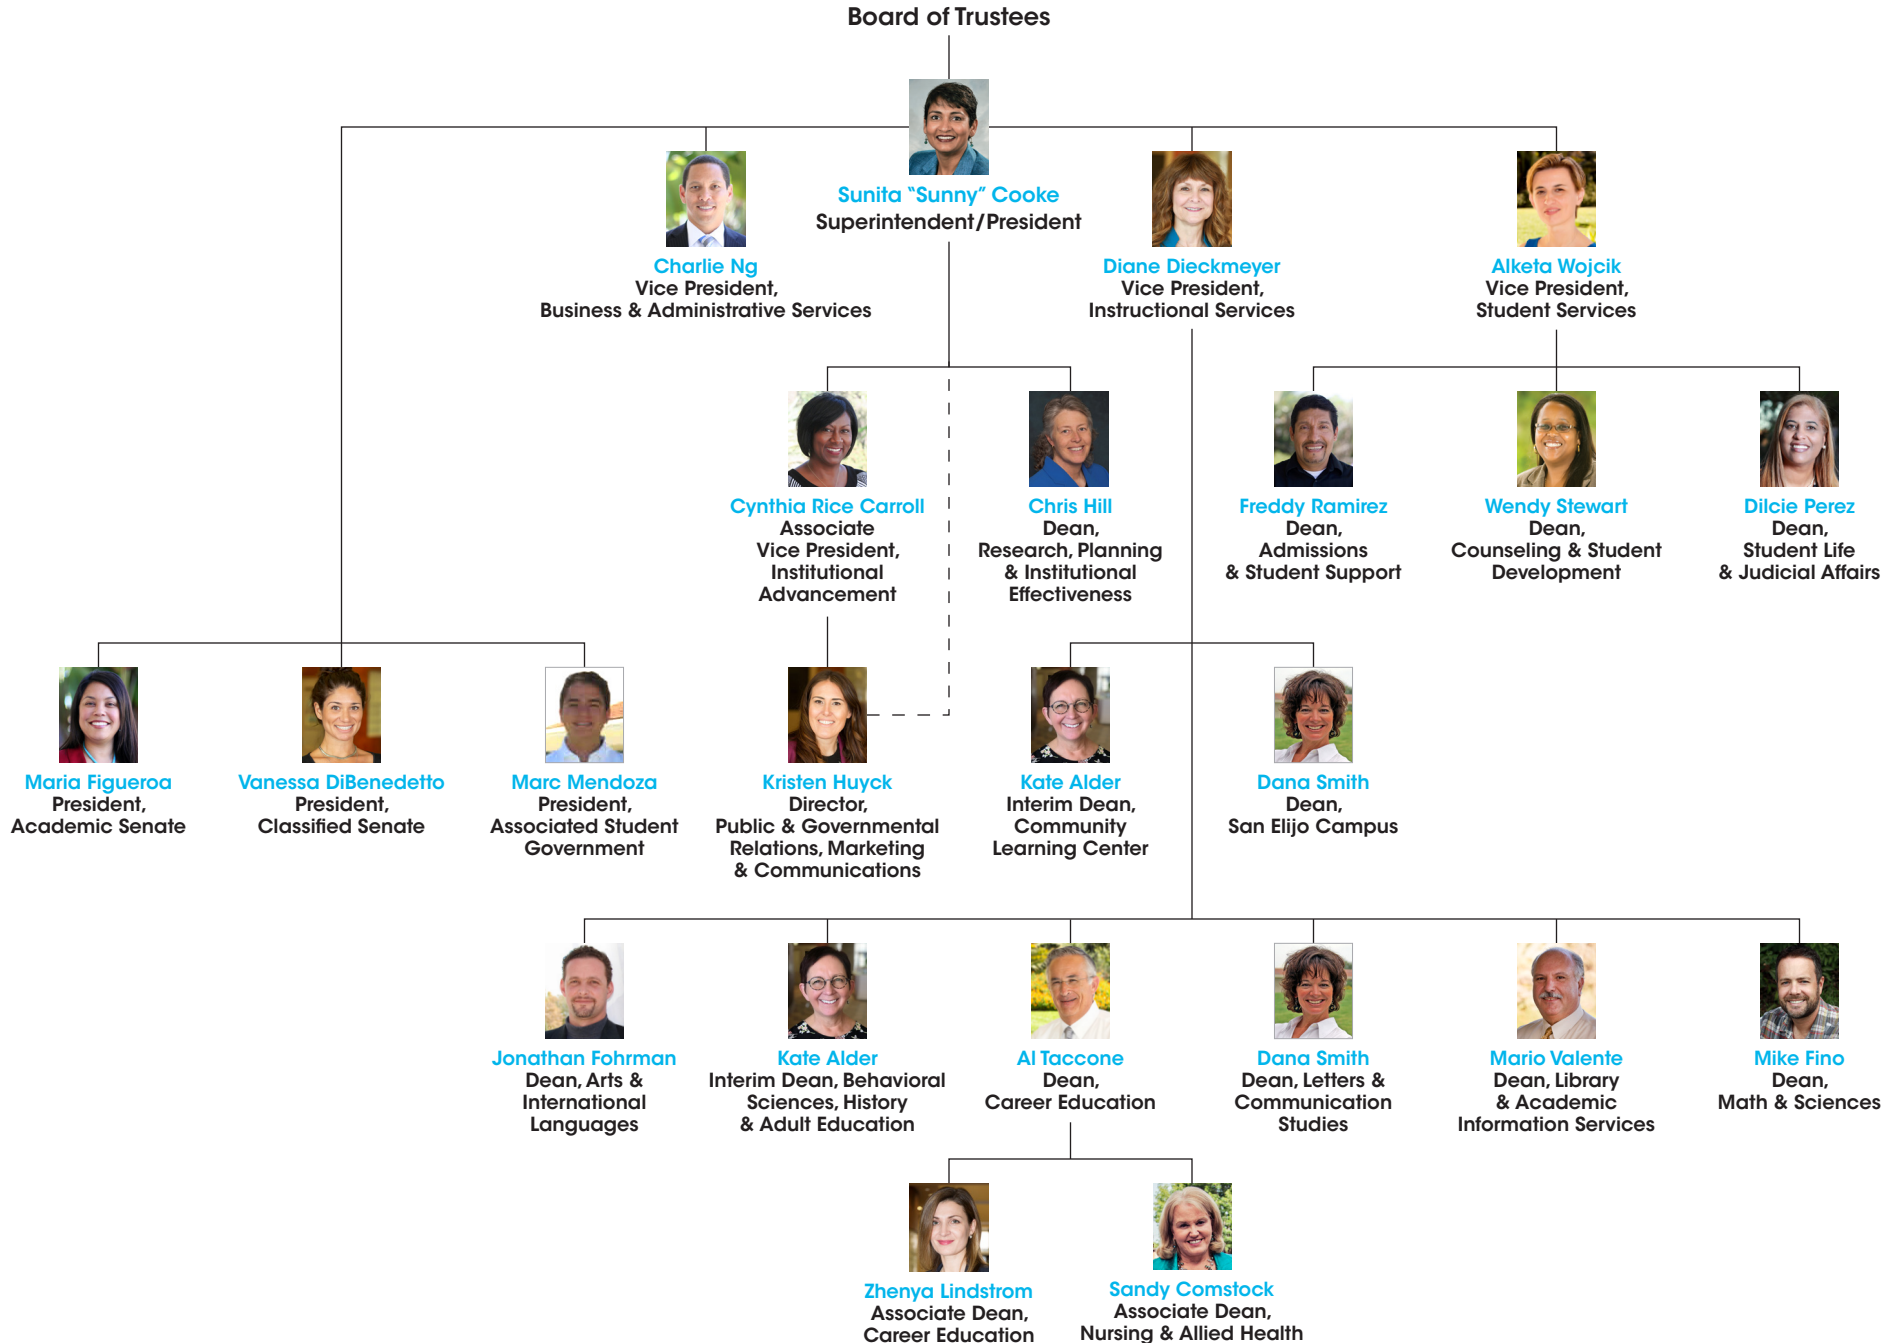 Board of Trustees
Sunita “Sunny” Cooke
Superintendent/President
Charlie Ng
Vice President,
Business & Administrative Services
Diane Dieckmeyer
Vice President,
Instructional Services
Alketa Wojcik
Vice President,
Student Services
Cynthia Rice Carroll
Associate
Vice President,
Institutional
Advancement
Chris Hill
Dean,
Research, Planning
& Institutional
Effectiveness
Freddy Ramirez
Dean,
Admissions
& Student Support
Wendy Stewart
Dean,
Counseling & Student
Development
Dilcie Perez
Dean,
Student Life
& Judicial Affairs
Maria Figueroa
President,
Academic Senate
Vanessa DiBenedetto
President,
Classified Senate
Marc Mendoza
President,
Associated Student
Government
Kristen Huyck
Director,
Public & Governmental
Relations, Marketing
& Communications
Kate Alder
Interim Dean,
Community
Learning Center
Dana Smith
Dean,
San Elijo Campus
Jonathan Fohrman
Dean, Arts &
International
Languages
Kate Alder
Interim Dean, Behavioral
Sciences, History
& Adult Education
Al Taccone
Dean,
Career Education
Dana Smith
Dean, Letters &
Communication
Studies
Mario Valente
Dean, Library
& Academic
Information Services
Mike Fino
Dean,
Math & Sciences
Zhenya Lindstrom
Associate Dean,
Career Education
Sandy Comstock
Associate Dean,
Nursing & Allied Health